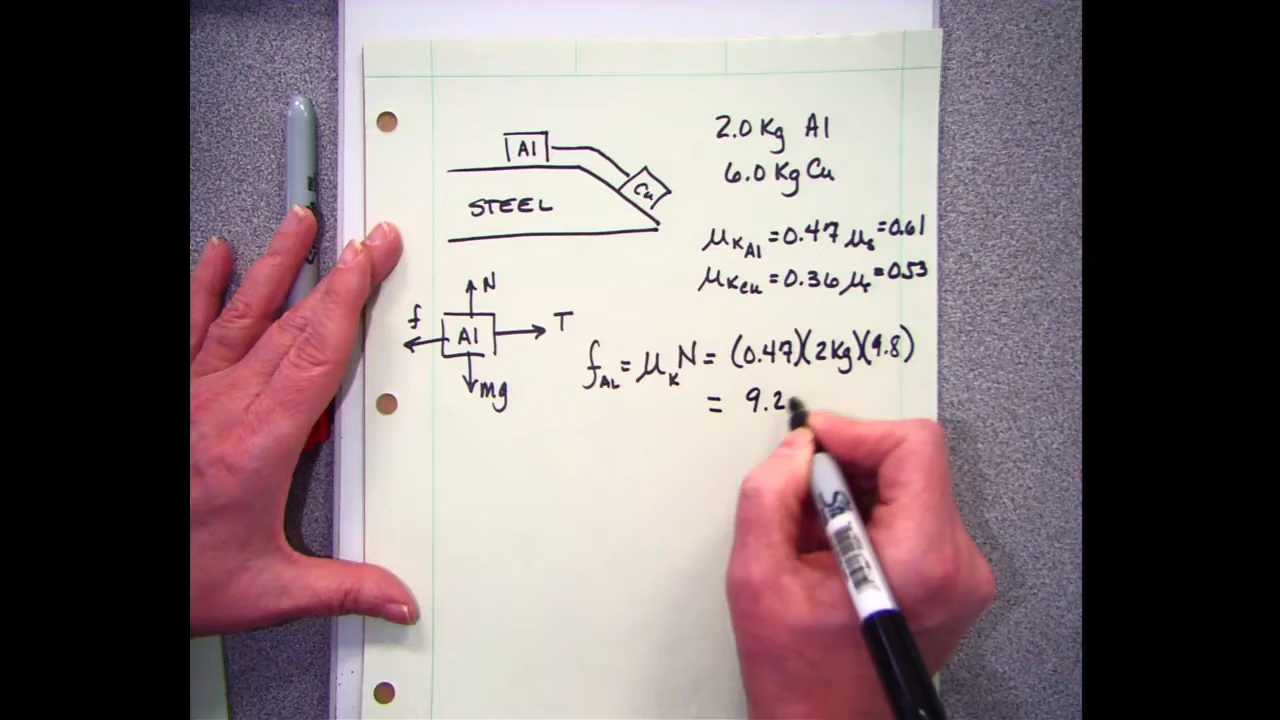 2.0 Kg Al
6.0 Kg Cu
Al
Cu
STEEL
μKAl = 0.47 μs = 0.61
μKCu = 0.36 μs = 0.53
N
f
Al
T
mg
fAL = μK N = (0.47)(2Kg)(9.8)
= 9.2